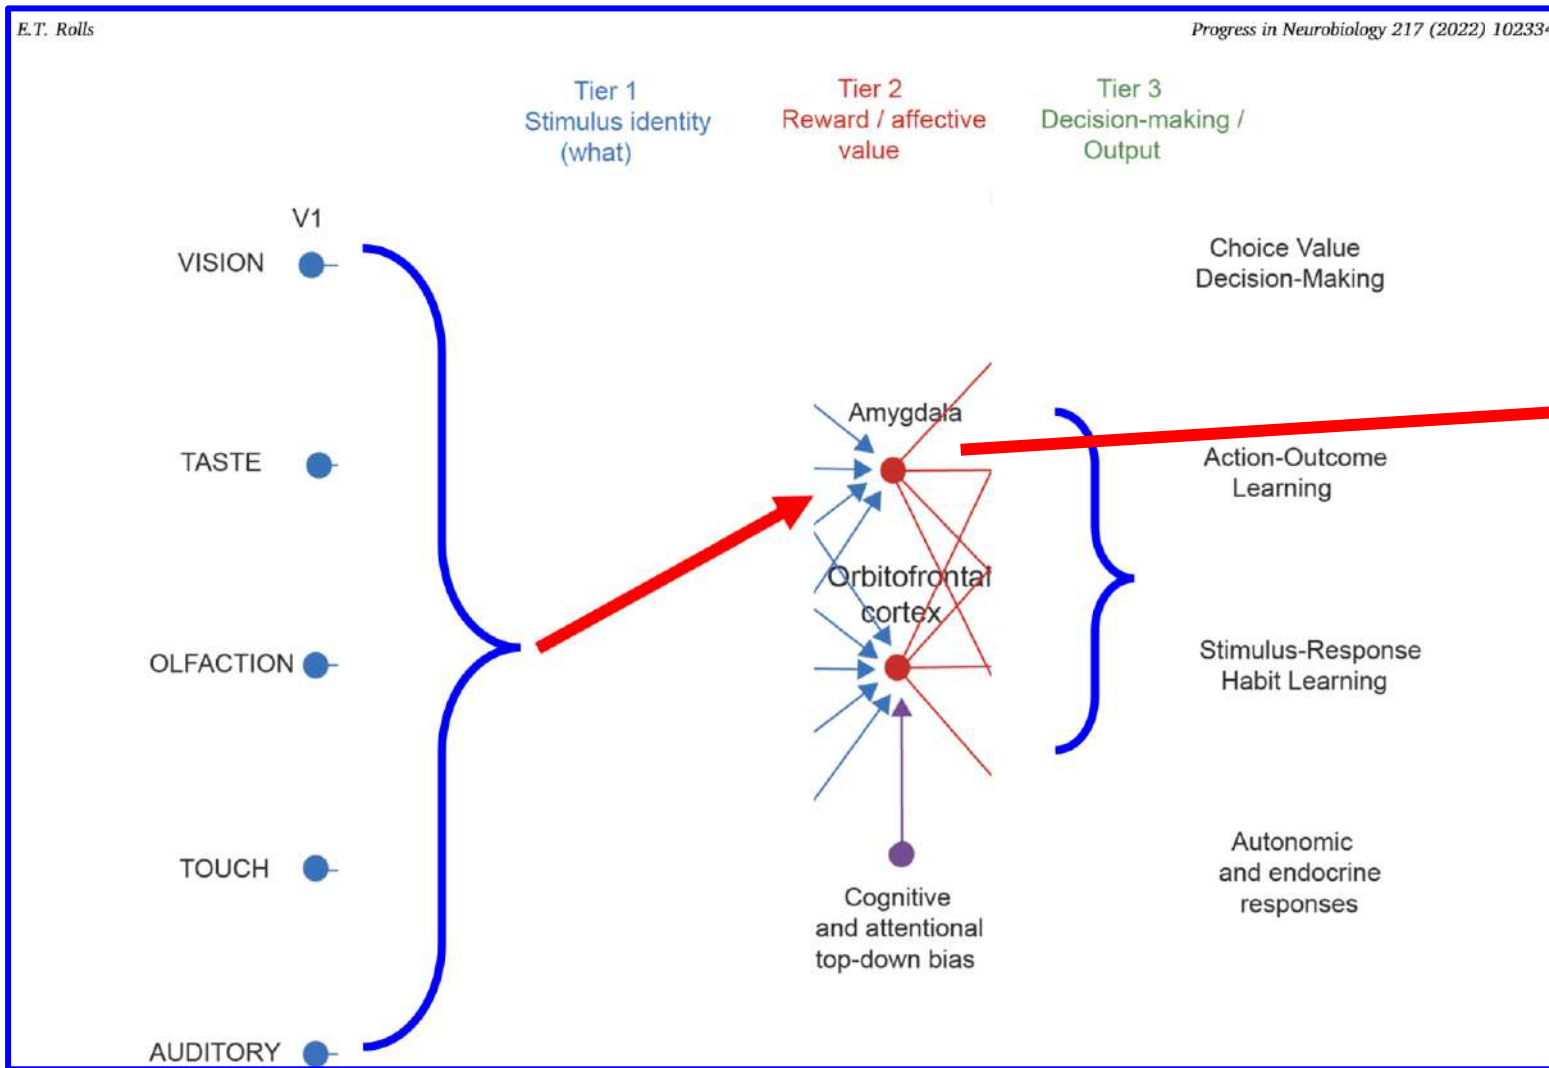 E.T. Rolls
Progress in Neurobiology 217 (2022) 102334
Tier 1
Stimulus identity
(what)
Tier 2
Reward / affective
value
Tier 3
Decision-making /
Output
V1
VISION
TASTE
OLFACTION
TOUCH
AUDITORY
Amygdala
Orbitofrontal
cortex
Cognitive
and attentional
top-down bias
Choice Value
Decision-Making
Action-Outcome
Learning
Stimulus-Response
Habit Learning
Autonomic
and endocrine
responses